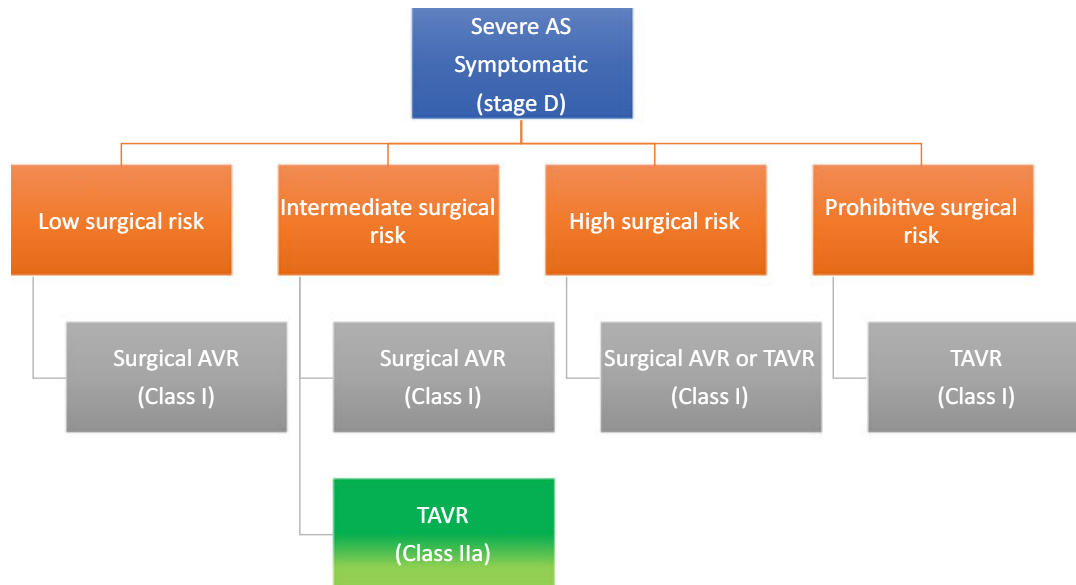 Severe AS
Symptomatic
(stage D)
Low surgical risk
Intermediate surgical
risk
High surgical risk
Prohibitive surgical
risk
Surgical AVR
(Class I)
Surgical AVR
(Class I)
Surgical AVR or TAVR
(Class I)
TAVR
(Class I)
TAVR
(Class IIa)